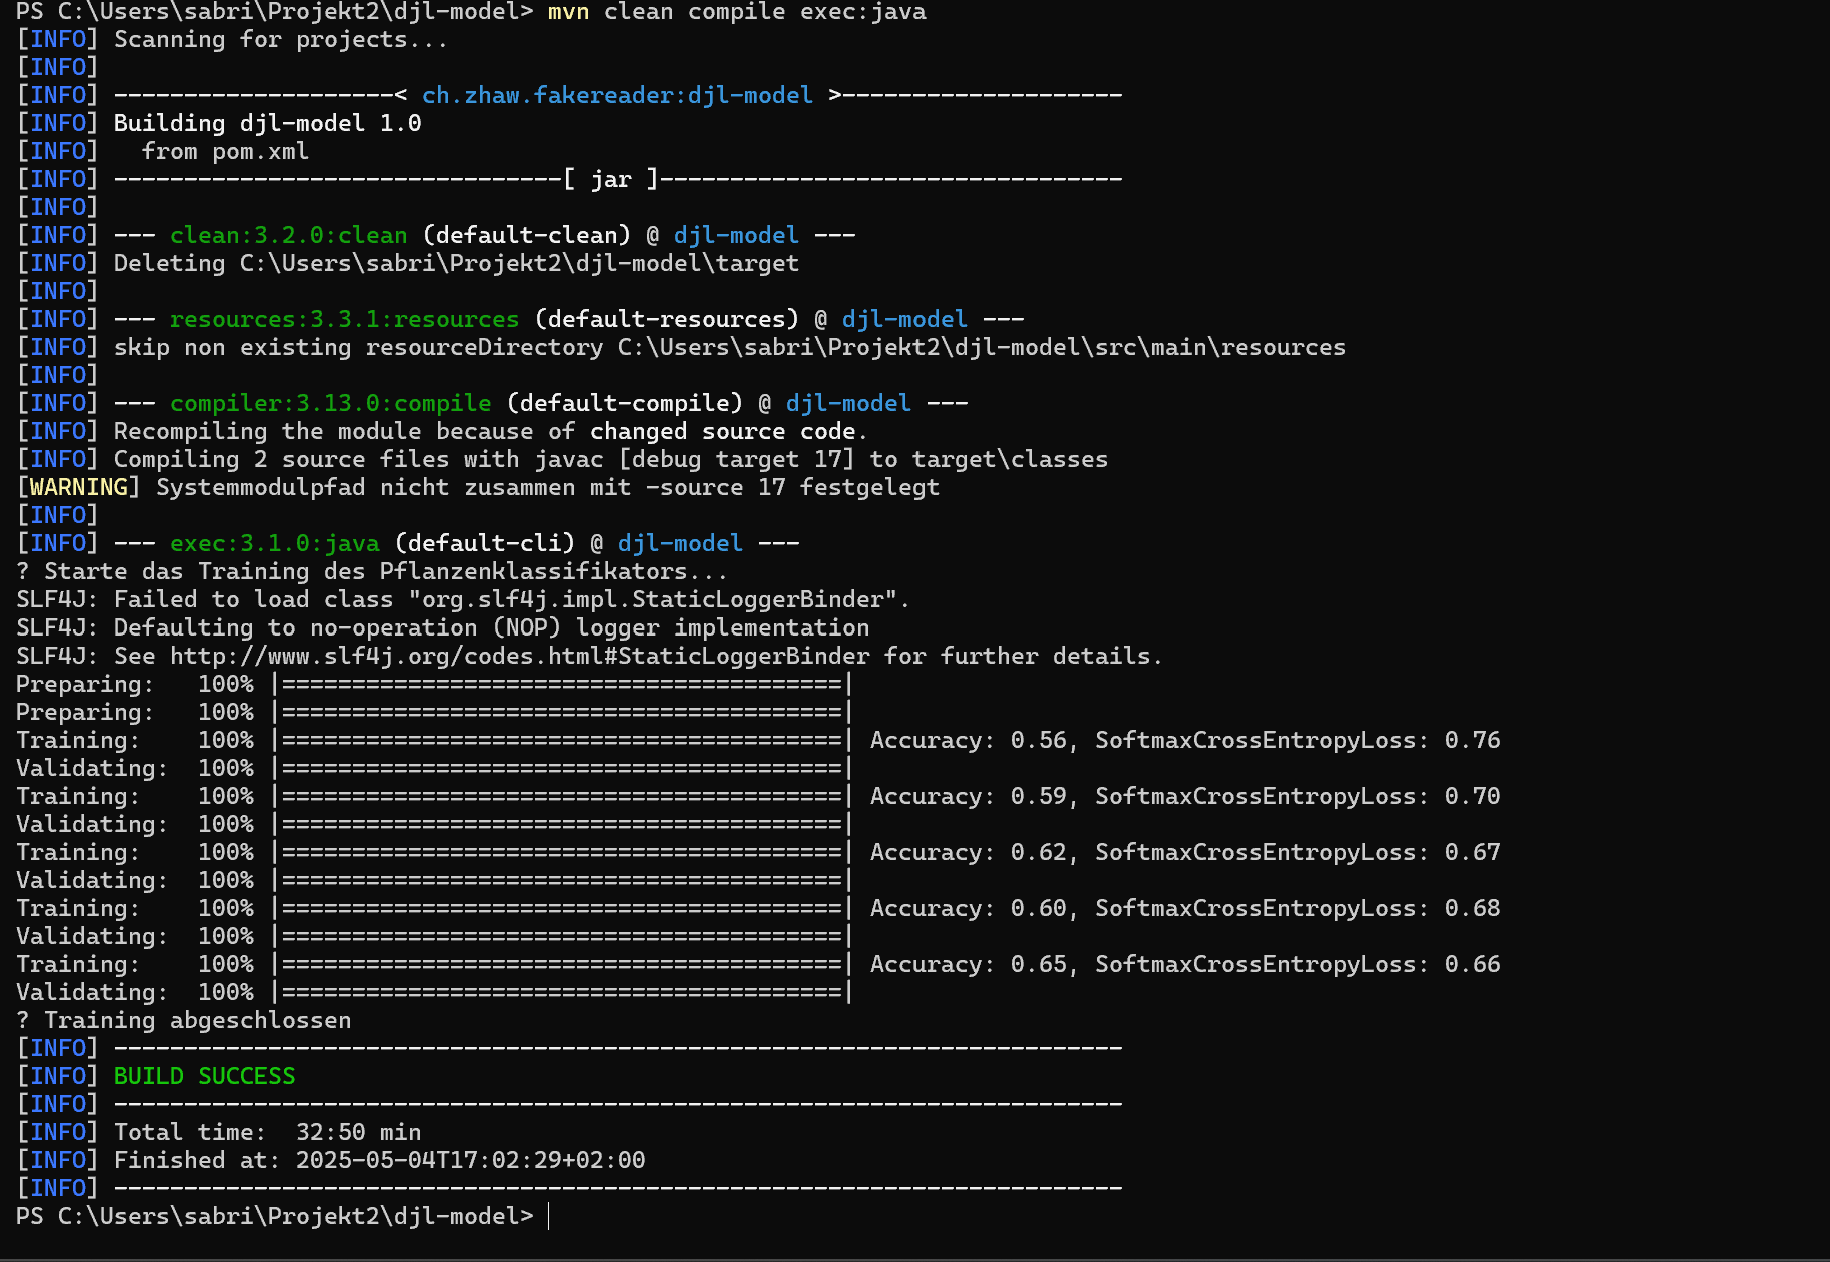 PS C:\Users\sabri\Projekt2\djl-model> mvn clean compile exec:java
[INFO] Scanning for projects...
[INFO]
[INFO] --------------------< ch.zhaw.fakereader:djl-model >--------------------
[INFO] Building djl-model 1.0
[INFO]   from pom.xml
[INFO] --------------------------------[ jar ]---------------------------------
[INFO]
[INFO] --- clean:3.2.0:clean (default-clean) @ djl-model ---
[INFO] Deleting C:\Users\sabri\Projekt2\djl-model\target
[INFO]
[INFO] --- resources:3.3.1:resources (default-resources) @ djl-model ---
[INFO] skip non existing resourceDirectory C:\Users\sabri\Projekt2\djl-model\src\main\resources
[INFO]
[INFO] --- compiler:3.13.0:compile (default-compile) @ djl-model ---
[INFO] Recompiling the module because of changed source code.
[INFO] Compiling 2 source files with javac [debug target 17] to target\classes
[WARNING] Systemmodulpfad nicht zusammen mit -source 17 festgelegt
[INFO]
[INFO] --- exec:3.1.0:java (default-cli) @ djl-model ---
? Starte das Training des Pflanzenklassifikators...
SLF4J: Failed to load class "org.slf4j.impl.StaticLoggerBinder".
SLF4J: Defaulting to no-operation (NOP) logger implementation
SLF4J: See http://www.slf4j.org/codes.html#StaticLoggerBinder for further details.
Preparing:   100% |========================================|
Preparing:   100% |========================================|
Training:    100% |========================================| Accuracy: 0.56, SoftmaxCrossEntropyLoss: 0.76
Validating:  100% |========================================|
Training:    100% |========================================| Accuracy: 0.59, SoftmaxCrossEntropyLoss: 0.70
Validating:  100% |========================================|
Training:    100% |========================================| Accuracy: 0.62, SoftmaxCrossEntropyLoss: 0.67
Validating:  100% |========================================|
Training:    100% |========================================| Accuracy: 0.60, SoftmaxCrossEntropyLoss: 0.68
Validating:  100% |========================================|
Training:    100% |========================================| Accuracy: 0.65, SoftmaxCrossEntropyLoss: 0.66
Validating:  100% |========================================|
? Training abgeschlossen
[INFO] ------------------------------------------------------------------------
[INFO] BUILD SUCCESS
[INFO] ------------------------------------------------------------------------
[INFO] Total time:  32:50 min
[INFO] Finished at: 2025-05-04T17:02:29+02:00
[INFO] ------------------------------------------------------------------------
PS C:\Users\sabri\Projekt2\djl-model>